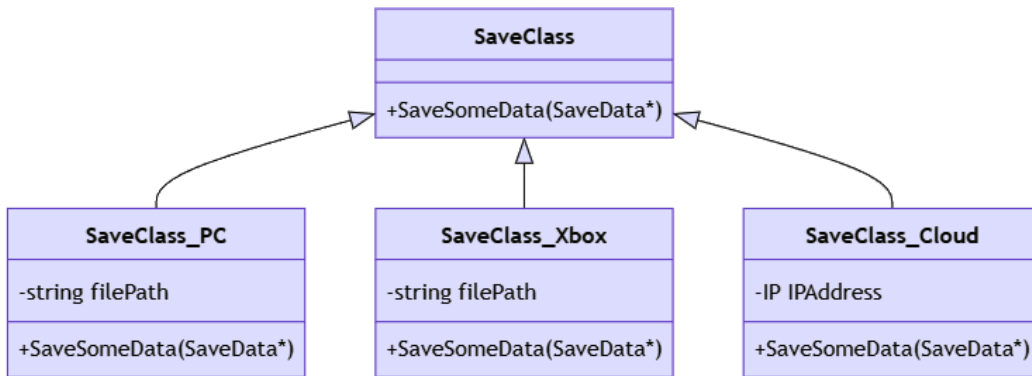 SaveClass
+SaveSomeData(SaveData*)
SaveClass_PC
-string filePath
+SaveSomeData(SaveData*)
SaveClass_Xbox
-string filePath
+SaveSomeData(SaveData*)
SaveClass_Cloud
-IP IPAddress
+SaveSomeData(SaveData*)